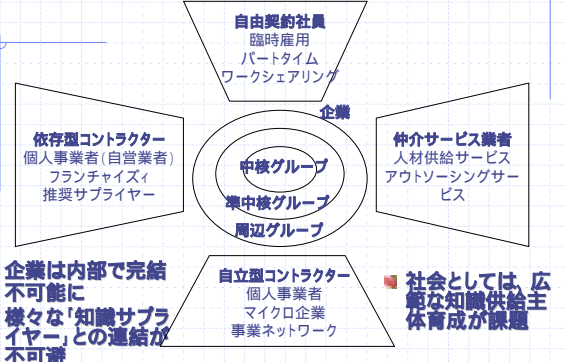 自由契約社員
臨時雇用
パートタイム
ワークシェアリング
企業
依存型コントラクター
個人事業者(自営業者)
フランチャイズィ
推奨サプライヤー
中核グループ
準中核グループ
周辺グループ
仲介サービス業者
人材供給サービス
アウトソーシングサー
ビス
自立型コントラクター
個人事業者
マイクロ企業
事業ネットワーク
企業は内部で完結
不可能に
様々な「知識サプラ
イヤー」との連結が
不可避
社会としては、広
範な知識供給主
体育成が課題